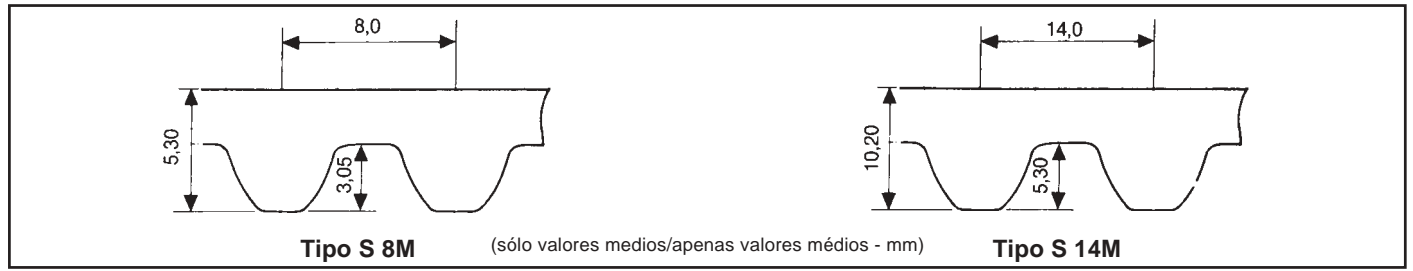 8,0
5,30
3,05
Tipo S 8M
(sólo valores medios/apenas valores médios - mm)
14,0
10,20
5,30
Tipo S 14M